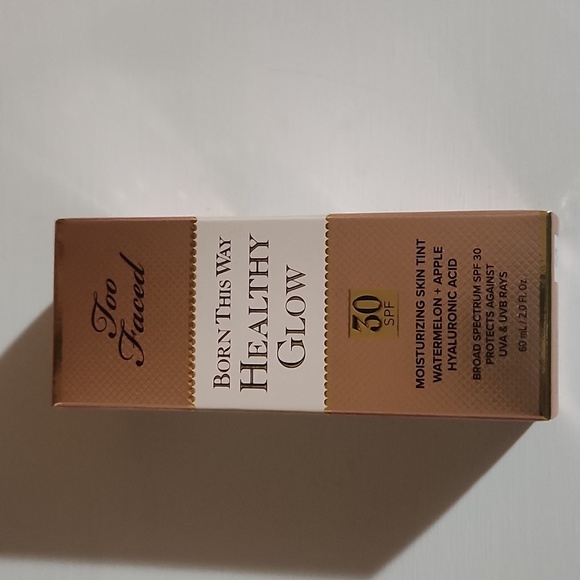 Too
Faced
BORN THIS WAY
HEALTHY
GLOW
30
SPF
MOISTURIZING SKIN TINT
WATERMELON + APPLE
HYALURONIC ACID
BROAD SPECTRUM SPF 30
PROTECTS AGAINST
UVA & UVB RAYS
60 mL / 2.0 Fl. Oz.